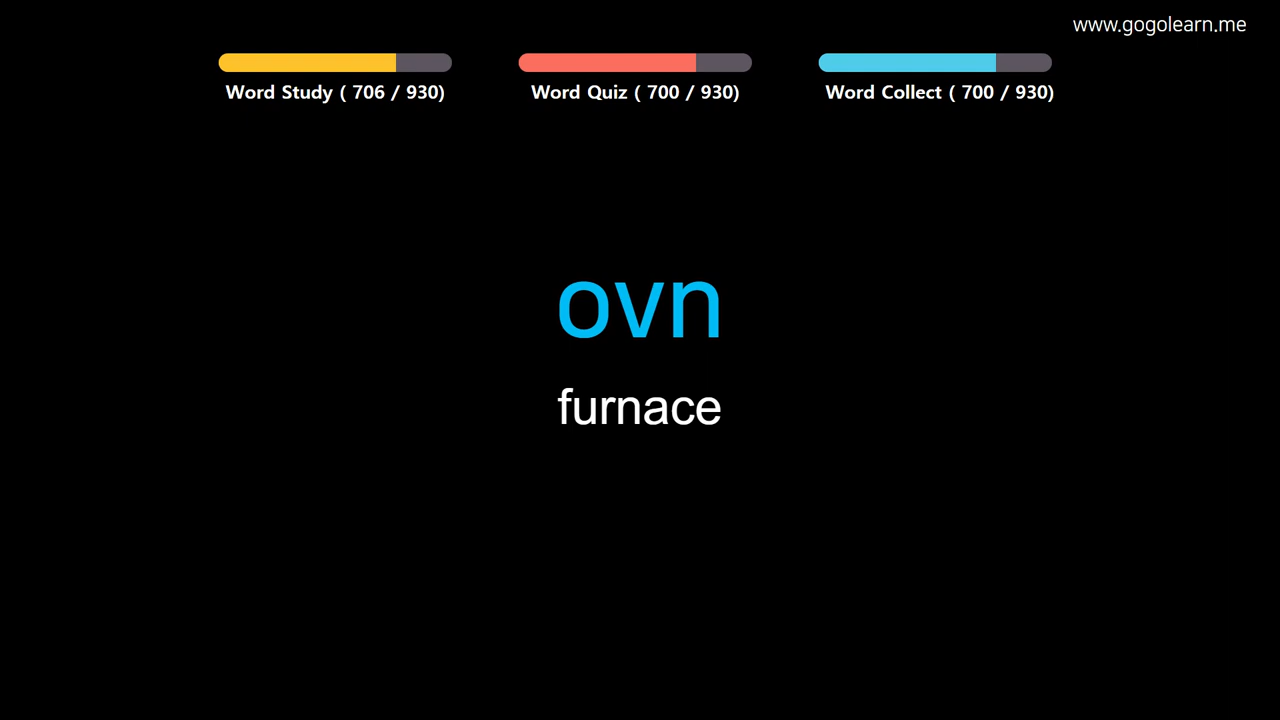 www.gogolearn.me
Word Study ( 706 / 930)
Word Quiz ( 700 / 930)
Word Collect ( 700 / 930)
ovn
furnace